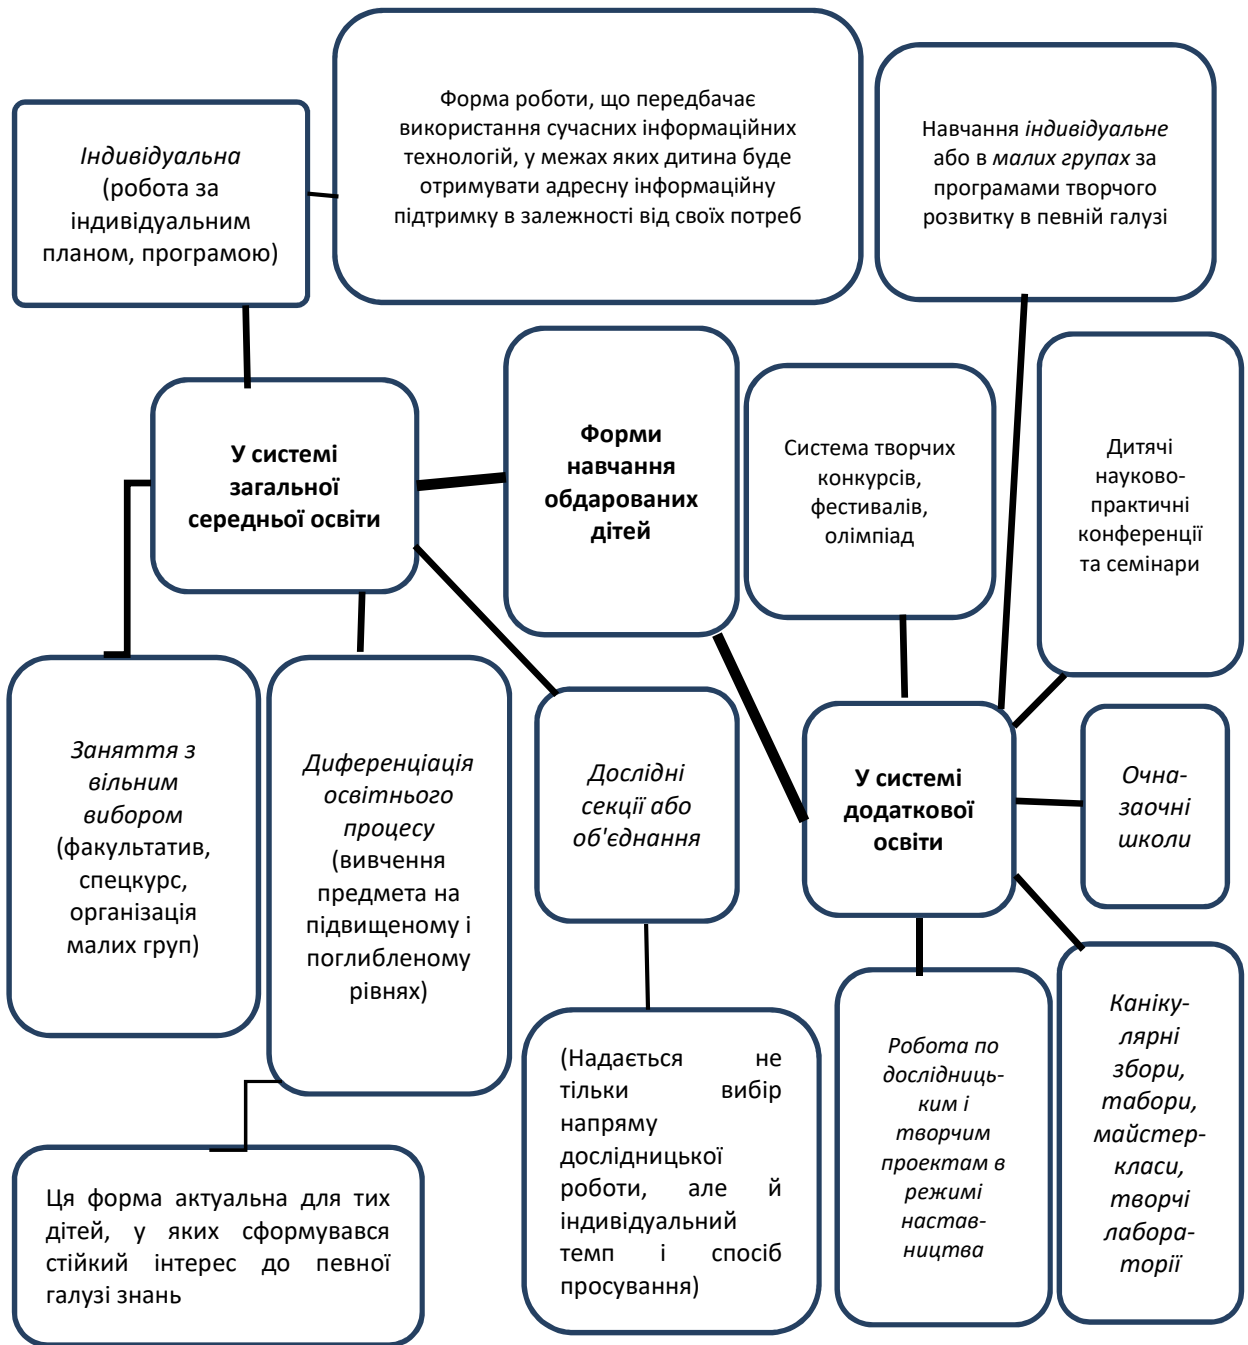 Індивідуальна
(робота за
індивідуальним
планом, програмою)
Форма роботи, що передбачає
використання сучасних інформаційних
технологій, у межах яких дитина буде
отримувати адресну інформаційну
підтримку в залежності від своїх потреб
Навчання індивідуальне
або в малих групах за
програмами творчого
розвитку в певній галузі
У системі
загальної
середньої освіти
Форми
навчання
обдарованих
дітей
Система творчих
конкурсів,
фестивалів,
олімпіад
Дитячі
науково-
практичні
конференції
та семінари
Заняття з
вільним
вибором
(факультатив,
спецкурс,
організація
малих груп)
Диференціація
освітнього
процесу
(вивчення
предмета на
підвищеному і
поглибленому
рівнях)
Дослідні
секції або
об'єднання
У системі
додаткової
освіти
Очна-
заочні
школи
Ця форма актуальна для тих
дітей, у яких сформувався
стійкий інтерес до певної
галузі знань
(Надається не
тільки вибір
напряму
дослідницької
роботи, але й
індивідуальний
темп і спосіб
просування)
Робота по
дослідниць-
ким і
творчим
проектам в
режимі
настав-
ництва
Каніку-
лярні
збори,
табори,
майстер-
класи,
творчі
лабора-
торії